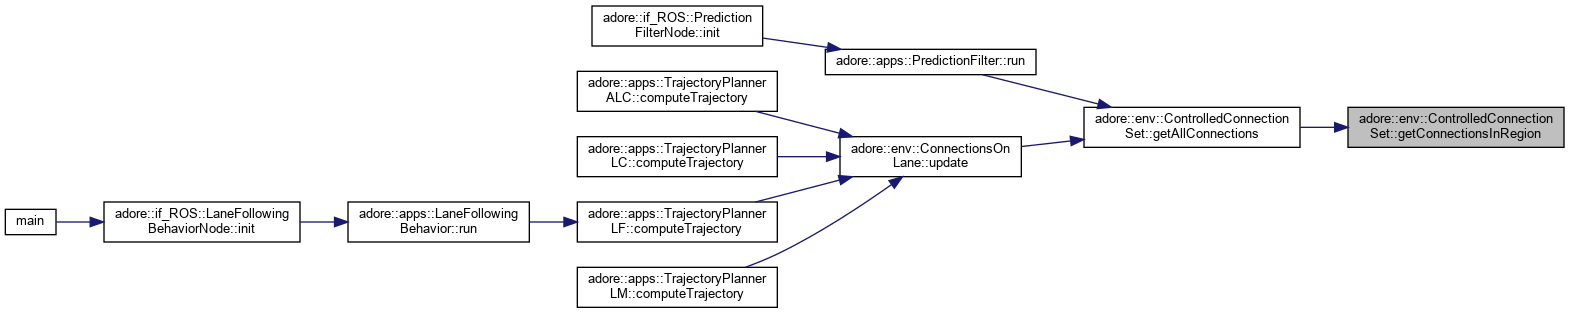 adore::if_ROS::Prediction
FilterNode::init
adore::apps::PredictionFilter::run
adore::apps::TrajectoryPlanner
ALC::computeTrajectory
adore::env::ControlledConnection
Set::getAllConnections
adore::env::ControlledConnection
Set::getConnectionsInRegion
adore::apps::TrajectoryPlanner
LC::computeTrajectory
adore::env::ConnectionsOn
Lane::update
main
adore::if_ROS::LaneFollowing
BehaviorNode::init
adore::apps::LaneFollowing
Behavior::run
adore::apps::TrajectoryPlanner
LF::computeTrajectory
adore::apps::TrajectoryPlanner
LM::computeTrajectory